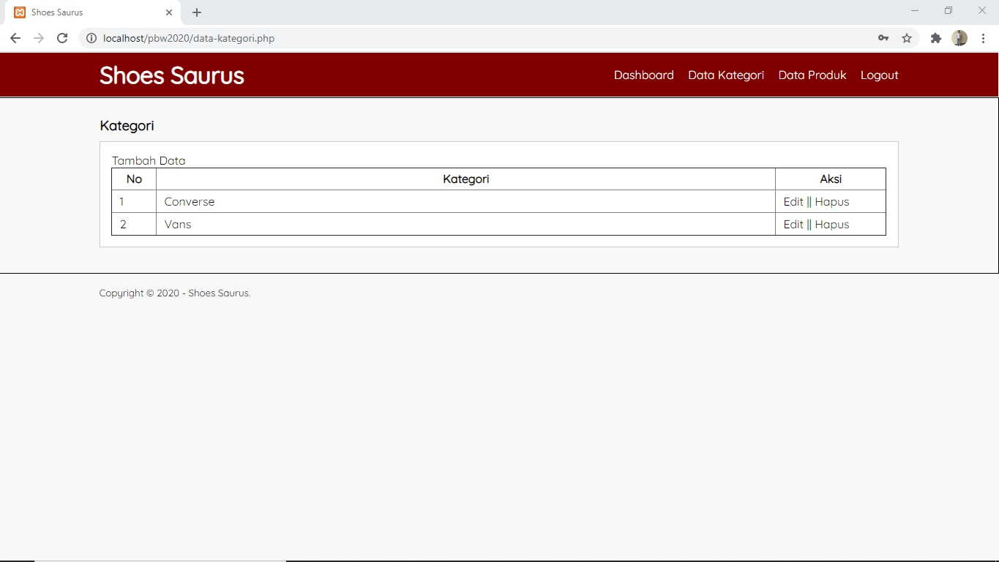 Shoes Saurus
localhost/pbw2020/data-kategori.php
Shoes Saurus Dashboard Data Kategori Data Produk Logout
Kategori
Tambah Data
No Kategori Aksi
1 Converse Edit || Hapus
2 Vans Edit || Hapus
Copyright © 2020 - Shoes Saurus.